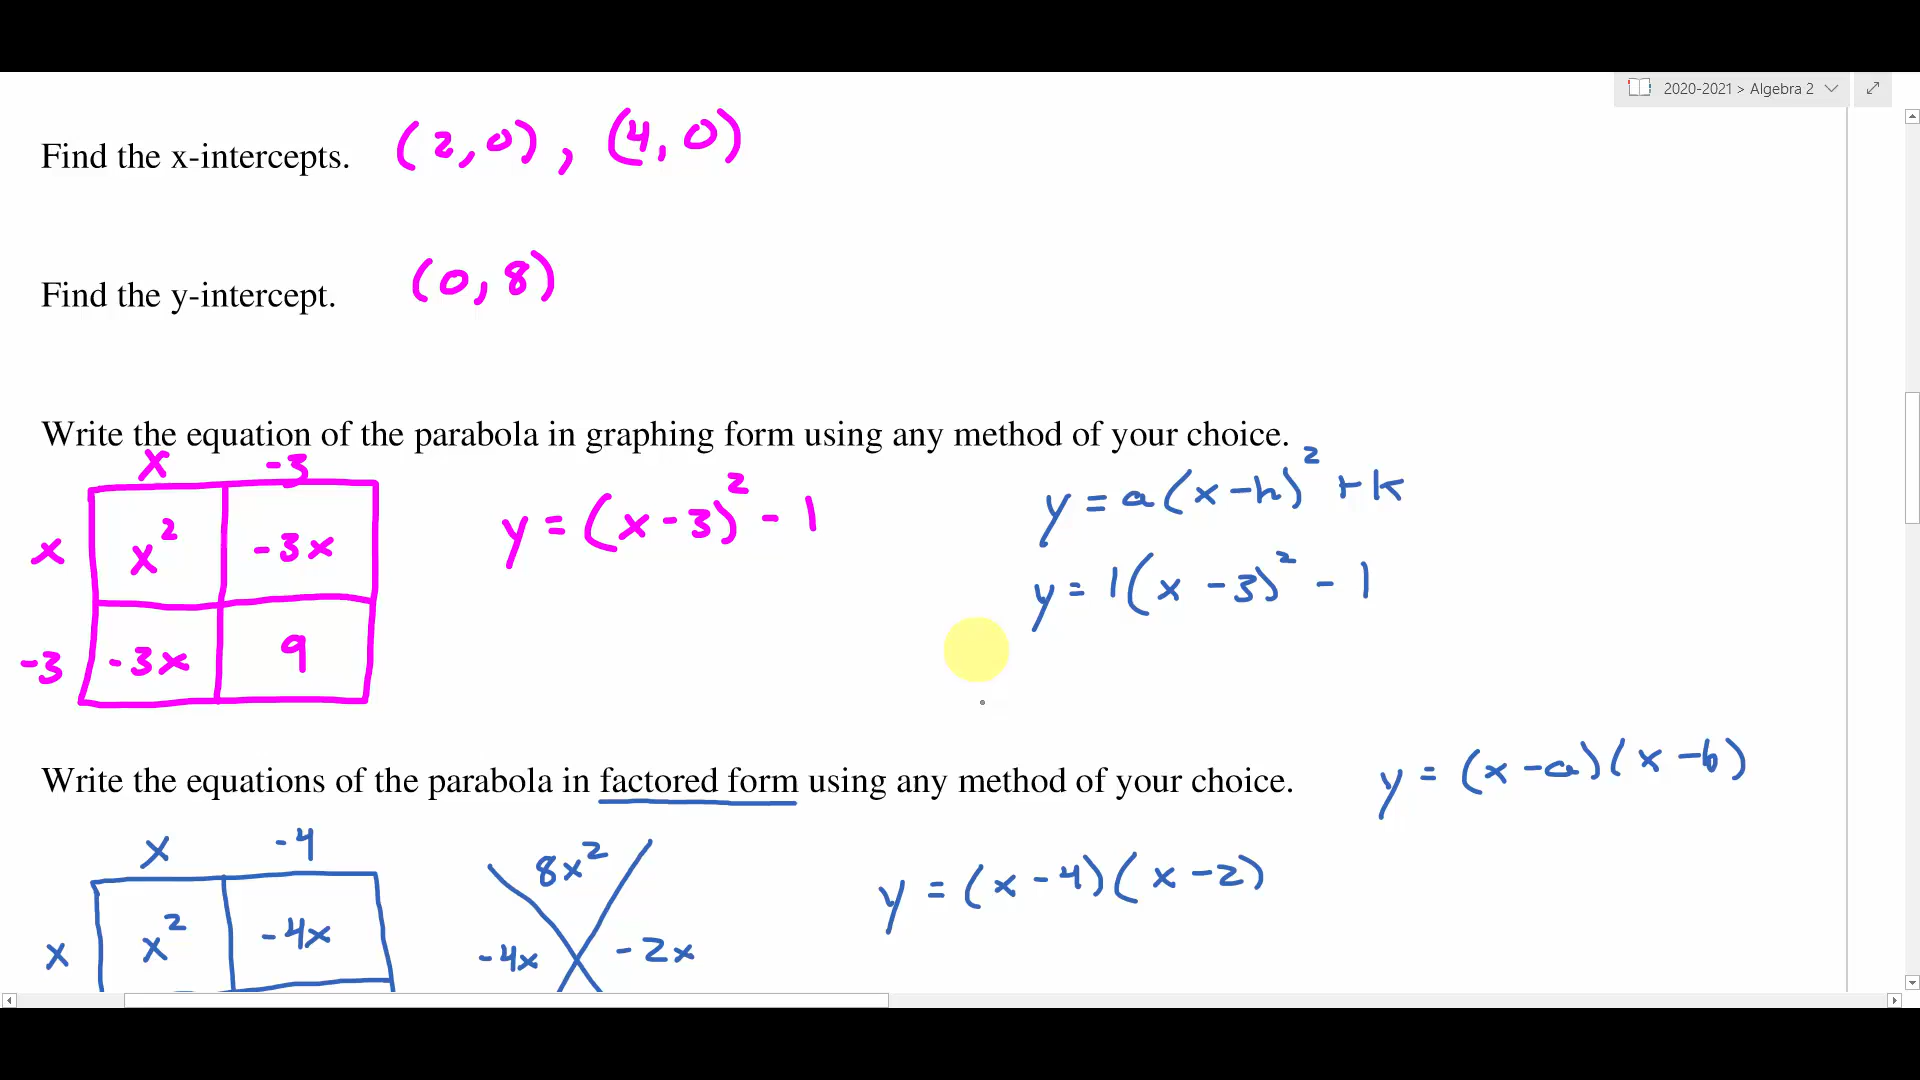 2020-2021 > Algebra 2
Find the x-intercepts. (2,0), (4,0)
Find the y-intercept. (0,8)
Write the equation of the parabola in graphing form using any method of your choice.
x -3
x x² -3x
-3 -3x 9
y = (x-3)² - 1
y = a(x-h)² + k
y = 1(x-3)² - 1
Write the equations of the parabola in factored form using any method of your choice.
y = (x-a)(x-b)
x -4
x x² -4x
8x²
-4x -2x
y = (x-4)(x-2)